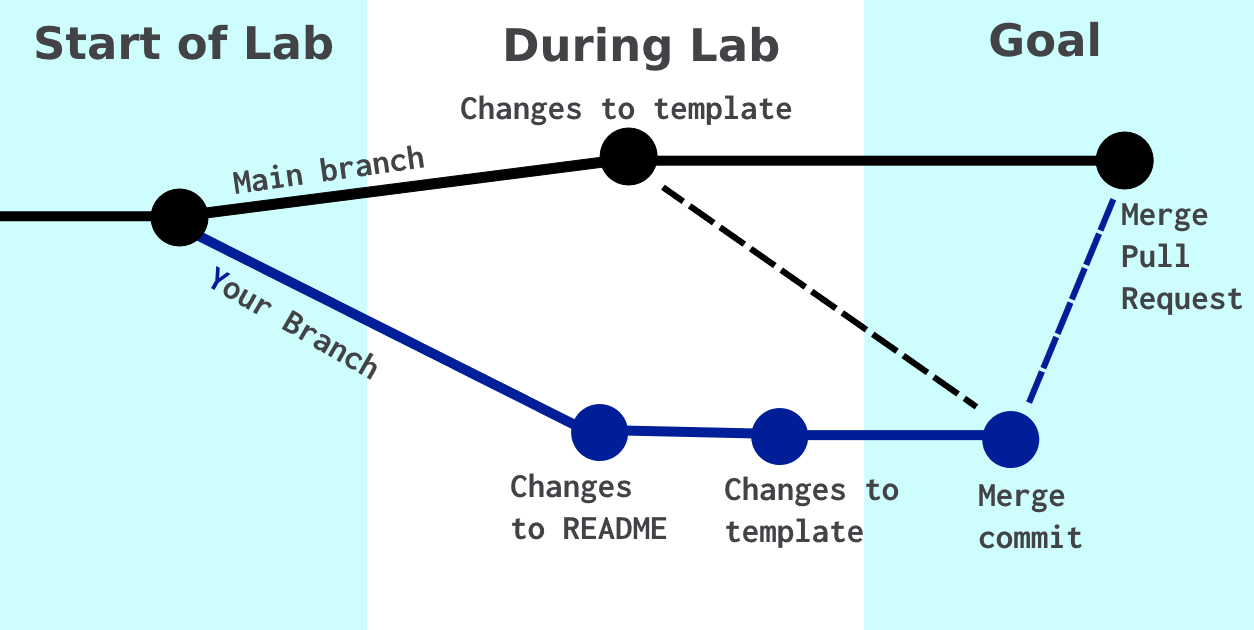 Start of Lab
During Lab
Goal
Changes to template
Main branch
Your Branch
Merge
Pull
Request
Changes
to README
Changes to
template
Merge
commit